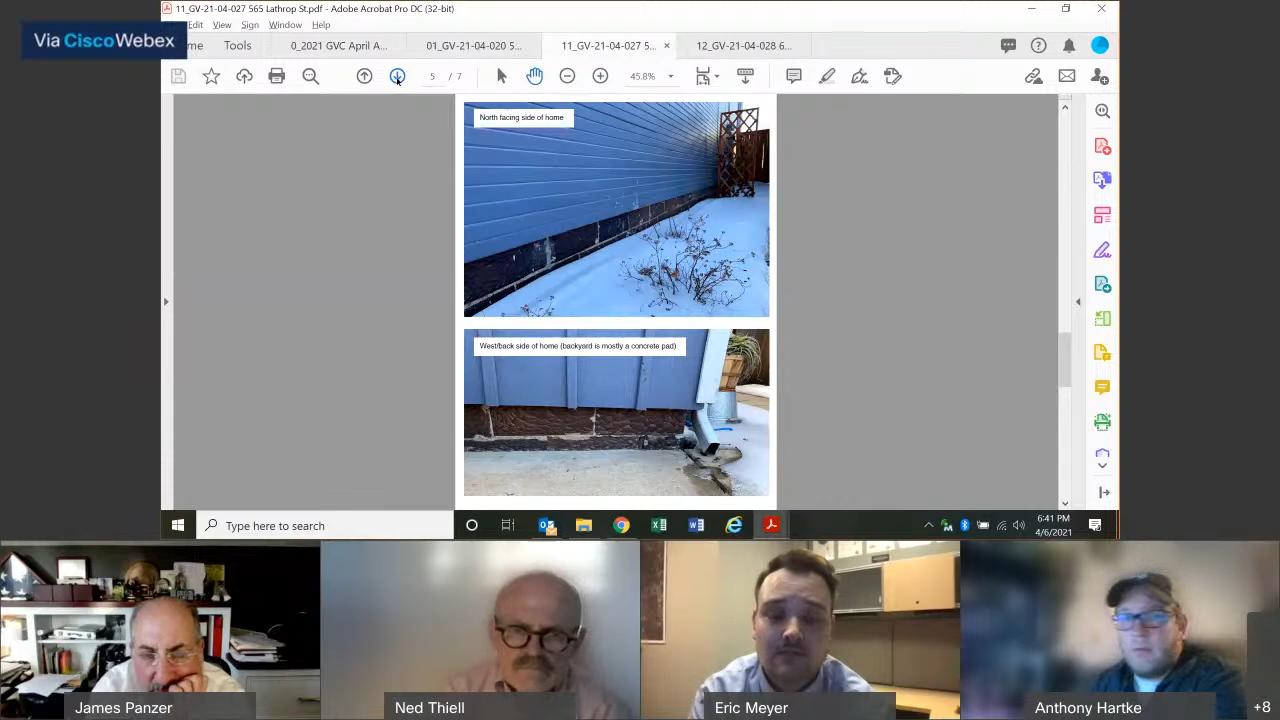 11_GV-21-04-027 565 Lathrop St.pdf - Adobe Acrobat Pro DC (32-bit)
Edit View Sign Window Help
Via CiscoWebex
me Tools 0_2021 GVC April A... 01_GV-21-04-020 5... 11_GV-21-04-027 5... × 12_GV-21-04-028 6...
5 / 7 45.8%
North facing side of home
West/back side of home (backyard is mostly a concrete pad)
Type here to search
6:41 PM
4/6/2021
James Panzer
Ned Thiell
Eric Meyer
Anthony Hartke
+8